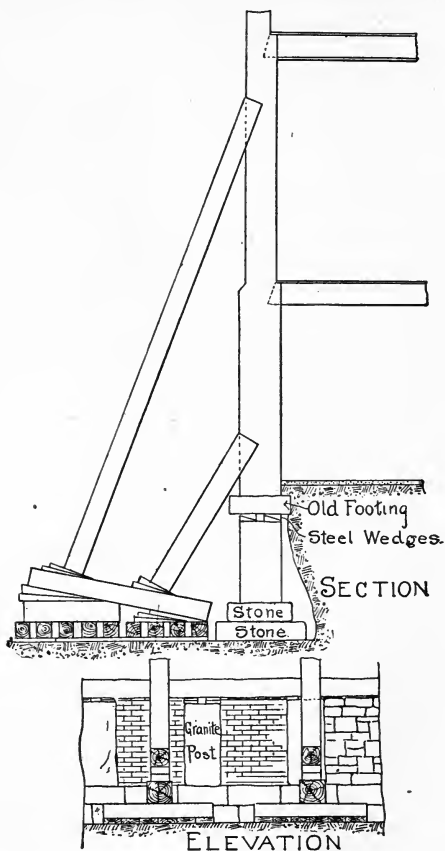 Old Footing
Steel Wedges.
SECTION
Stone
Stone.
Granite
Post
ELEVATION